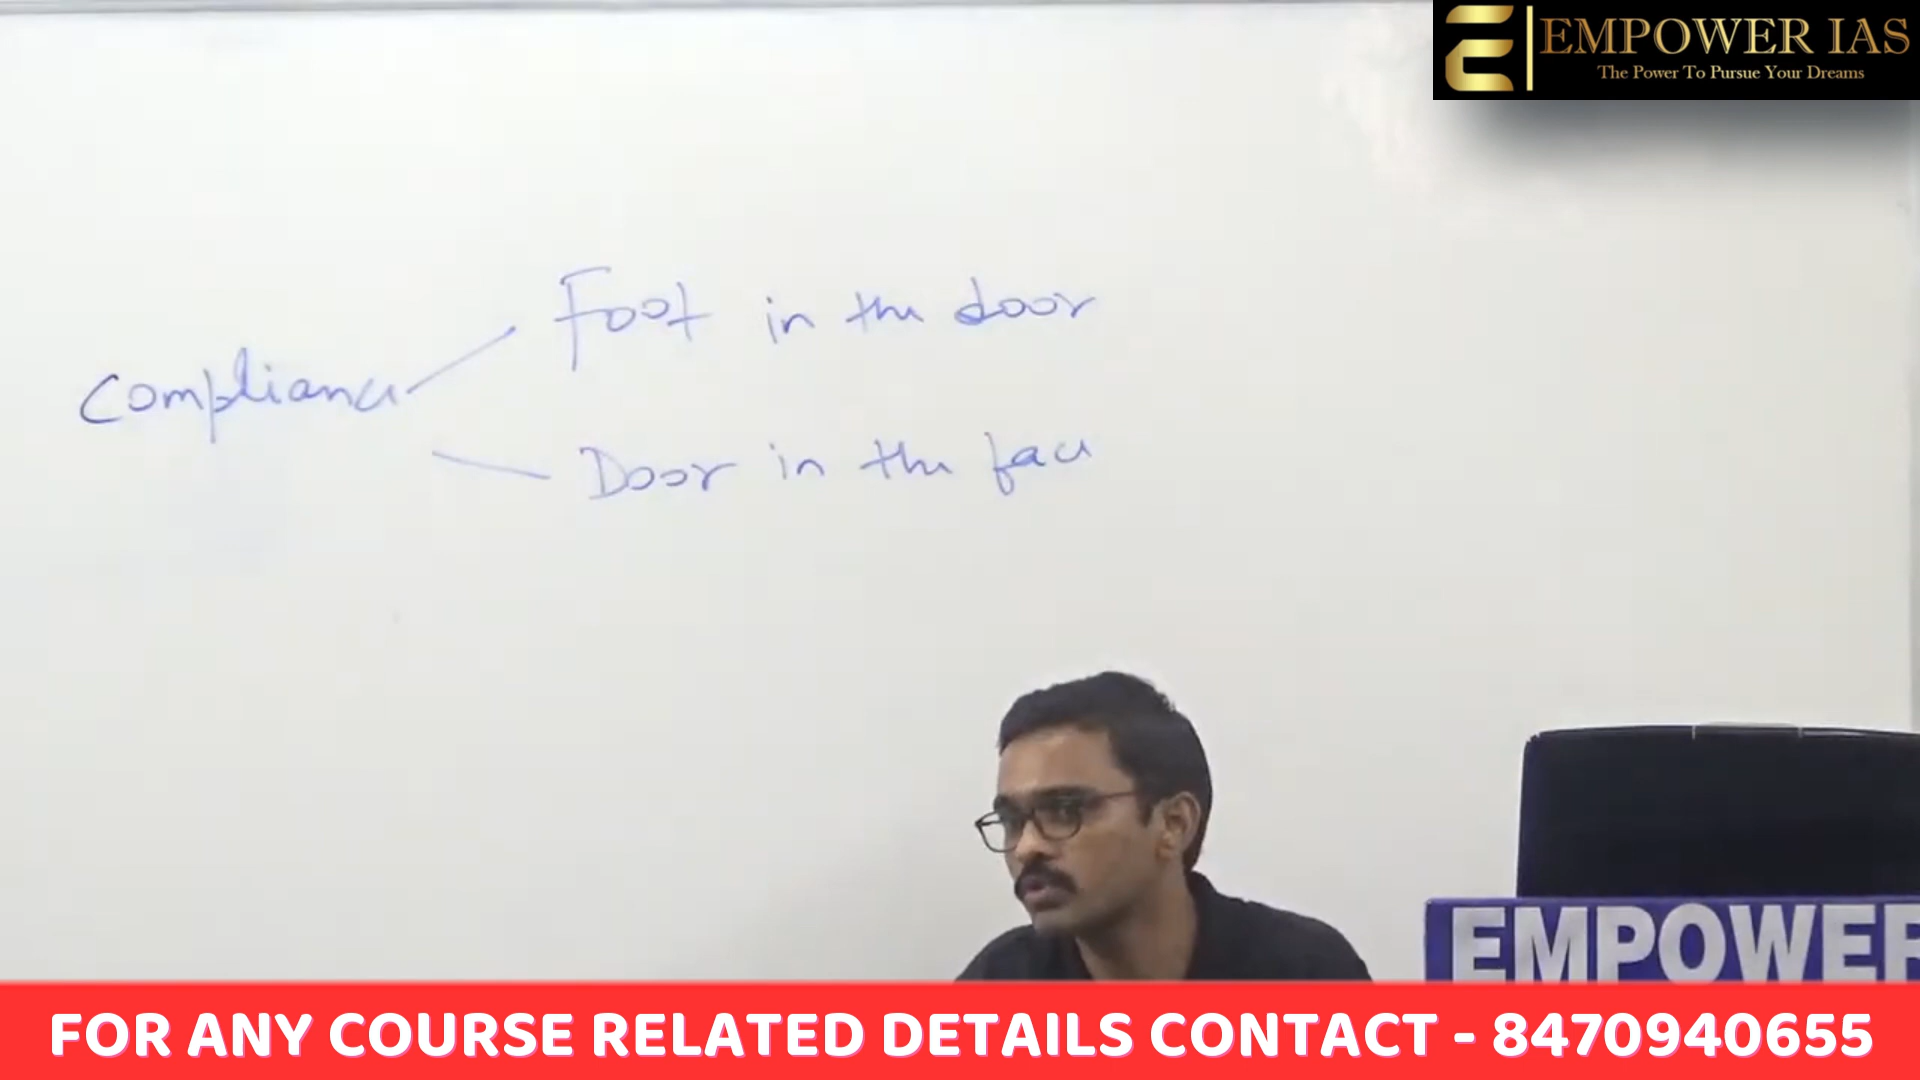 EMPOWER IAS
The Power To Pursue Your Dreams
Foot in the door
Compliance
Door in the face
EMPOWER
FOR ANY COURSE RELATED DETAILS CONTACT - 8470940655